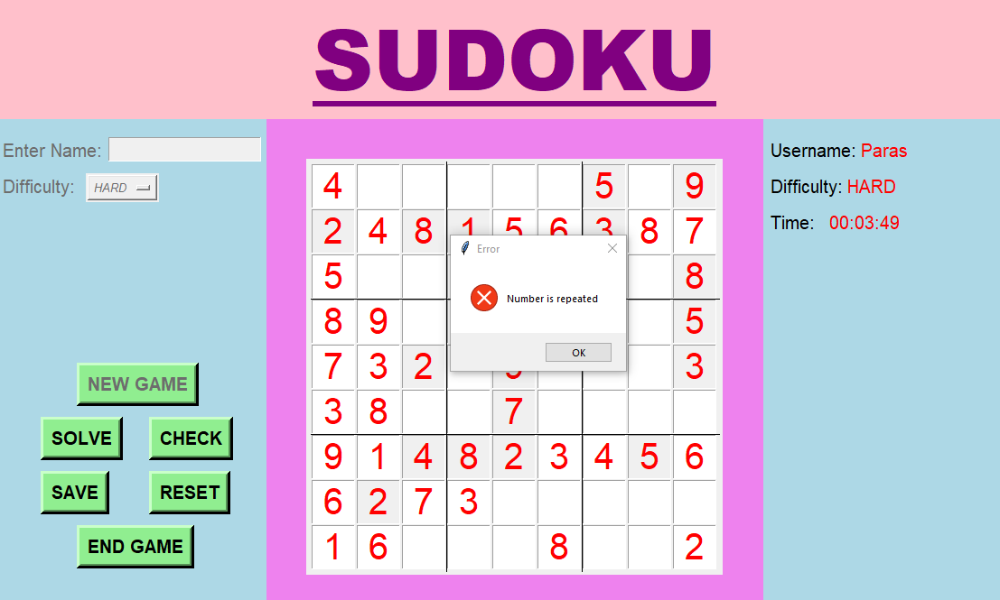 SUDOKU
Enter Name:
Difficulty: HARD
Username: Paras
Difficulty: HARD
Time: 00:03:49
4 5 9
2 4 8 1 5 6 3 8 7
5 8
8 9 5
7 3 2 3
3 8 7
9 1 4 8 2 3 4 5 6
6 2 7 3
1 6 8 2
Error
Number is repeated
OK
NEW GAME
SOLVE CHECK
SAVE RESET
END GAME